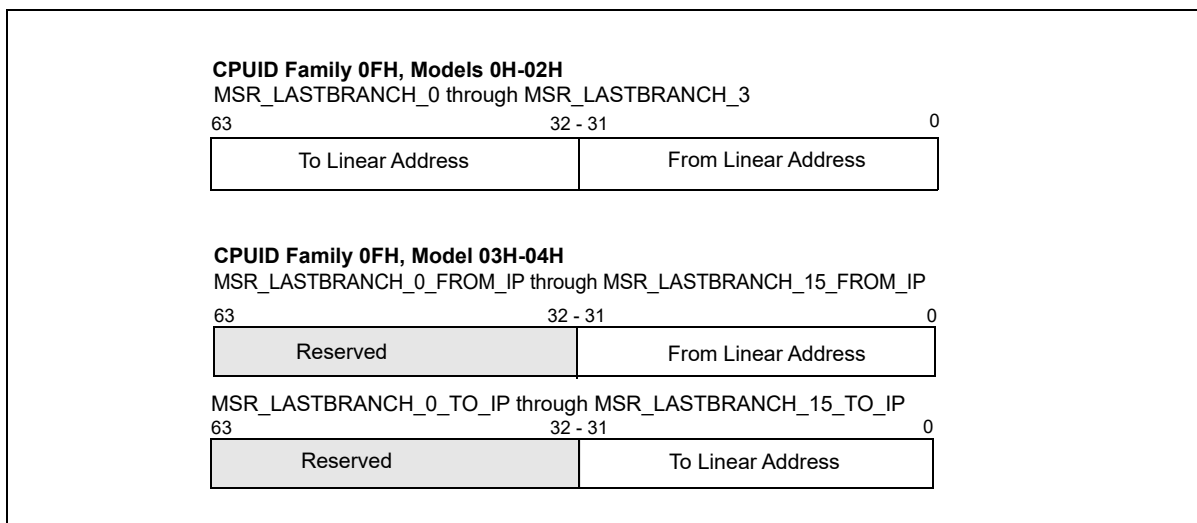 CPUID Family 0FH, Models 0H-02H
MSR_LASTBRANCH_0 through MSR_LASTBRANCH_3
63 32 - 31 0
To Linear Address From Linear Address
CPUID Family 0FH, Model 03H-04H
MSR_LASTBRANCH_0_FROM_IP through MSR_LASTBRANCH_15_FROM_IP
63 32 - 31 0
Reserved From Linear Address
MSR_LASTBRANCH_0_TO_IP through MSR_LASTBRANCH_15_TO_IP
63 32 - 31 0
Reserved To Linear Address